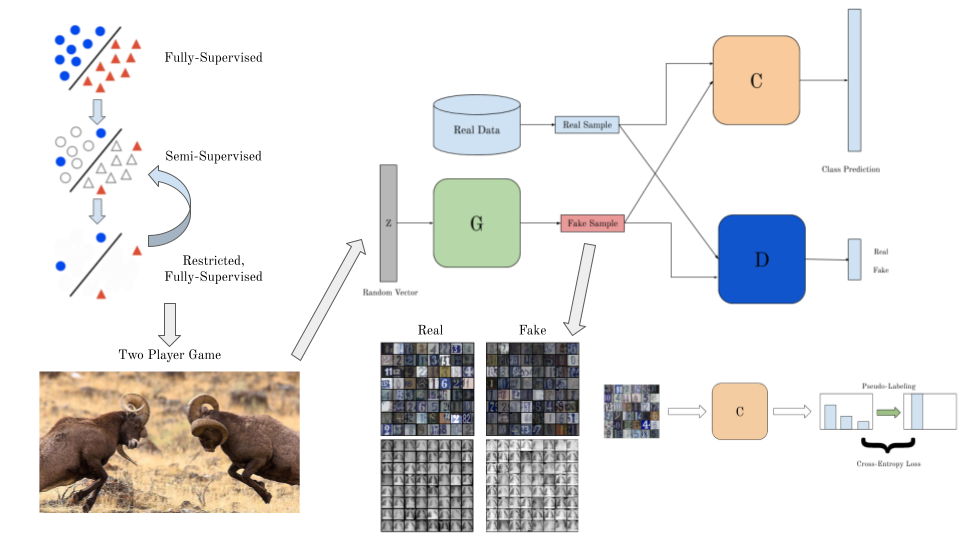 Fully-Supervised
Semi-Supervised
Restricted,
Fully-Supervised
Two Player Game
Real Data
Real Sample
C
Class Prediction
Z
Random Vector
G
Fake Sample
D
Real
Fake
Real
Fake
C
Pseudo-Labeling
Cross-Entropy Loss